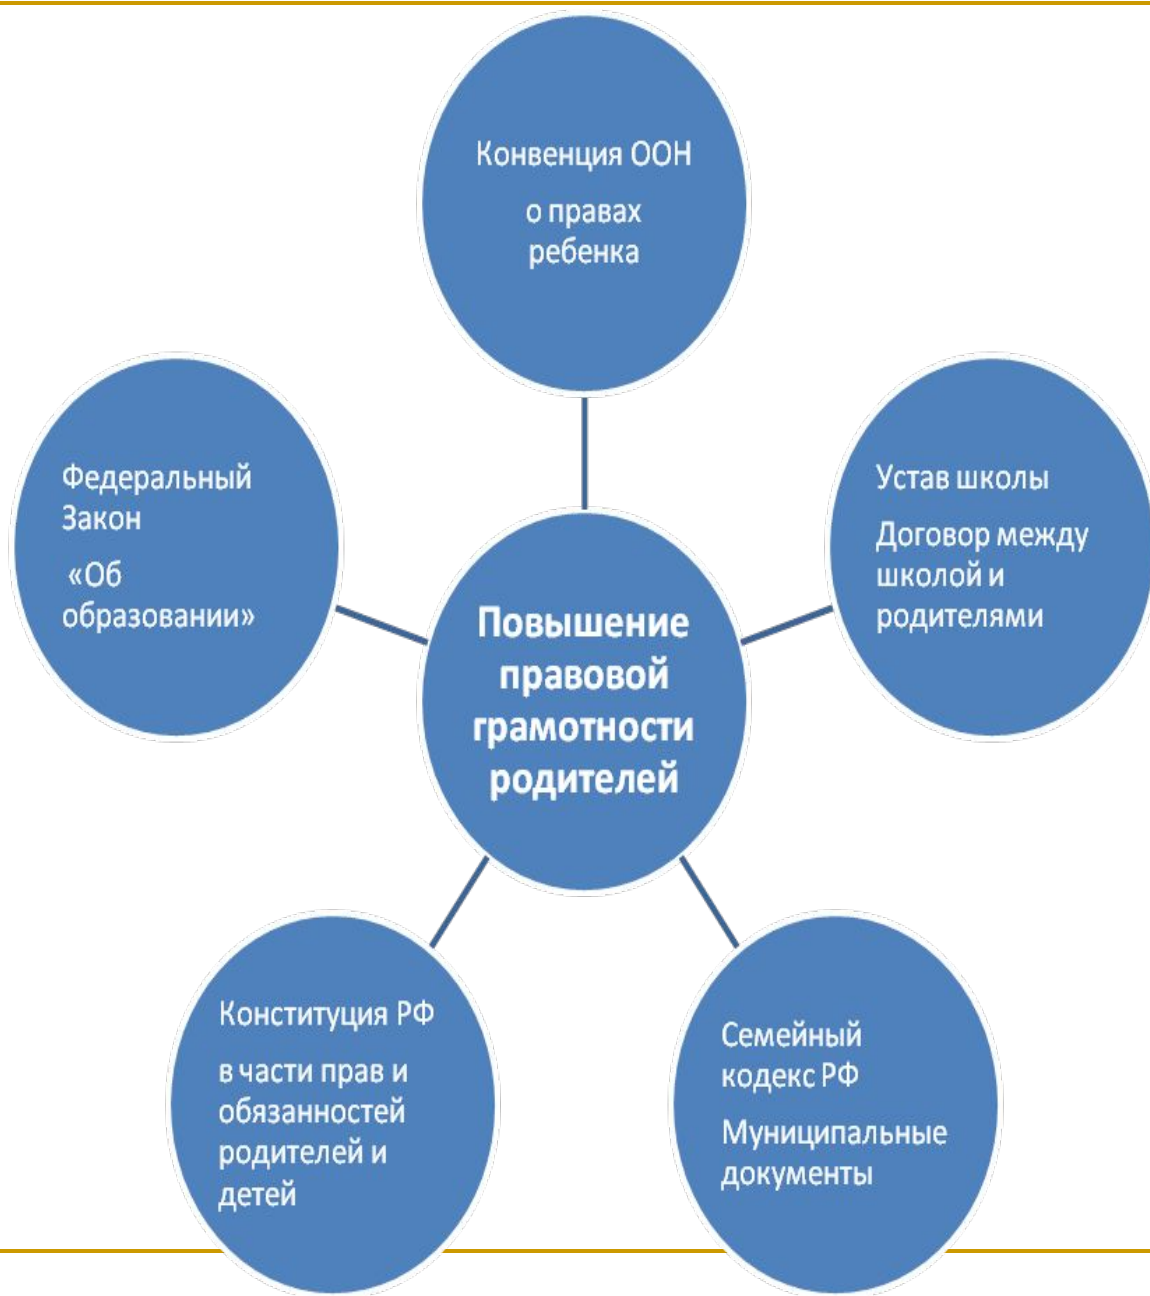 Конвенция ООН
о правах
ребенка
Федеральный
Закон
«Об
образовании»
Устав школы
Договор между
школой и
родителями
Повышение
правовой
грамотности
родителей
Конституция РФ
в части прав и
обязанностей
родителей и
детей
Семейный
кодекс РФ
Муниципальные
документы